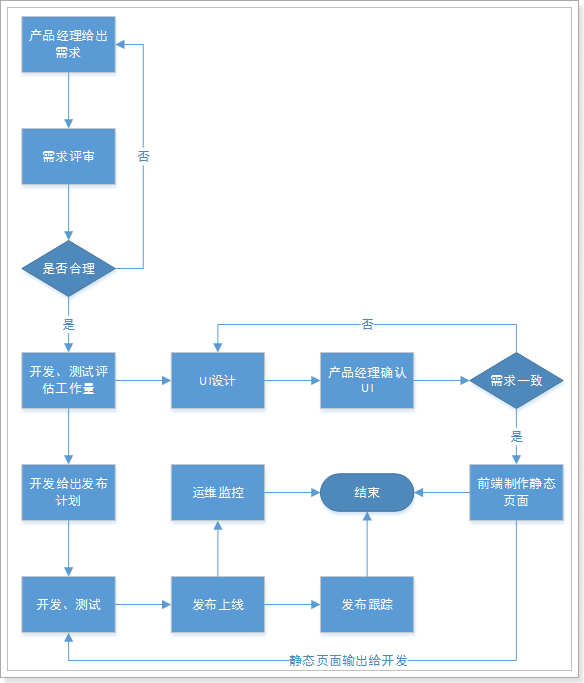 产品经理给出
需求
需求评审
否
是否合理
是
否
开发、测试评
估工作量
UI设计
产品经理确认
UI
需求一致
是
开发给出发布
计划
运维监控
结束
前端制作静态
页面
开发、测试
发布上线
发布跟踪
静态页面输出给开发